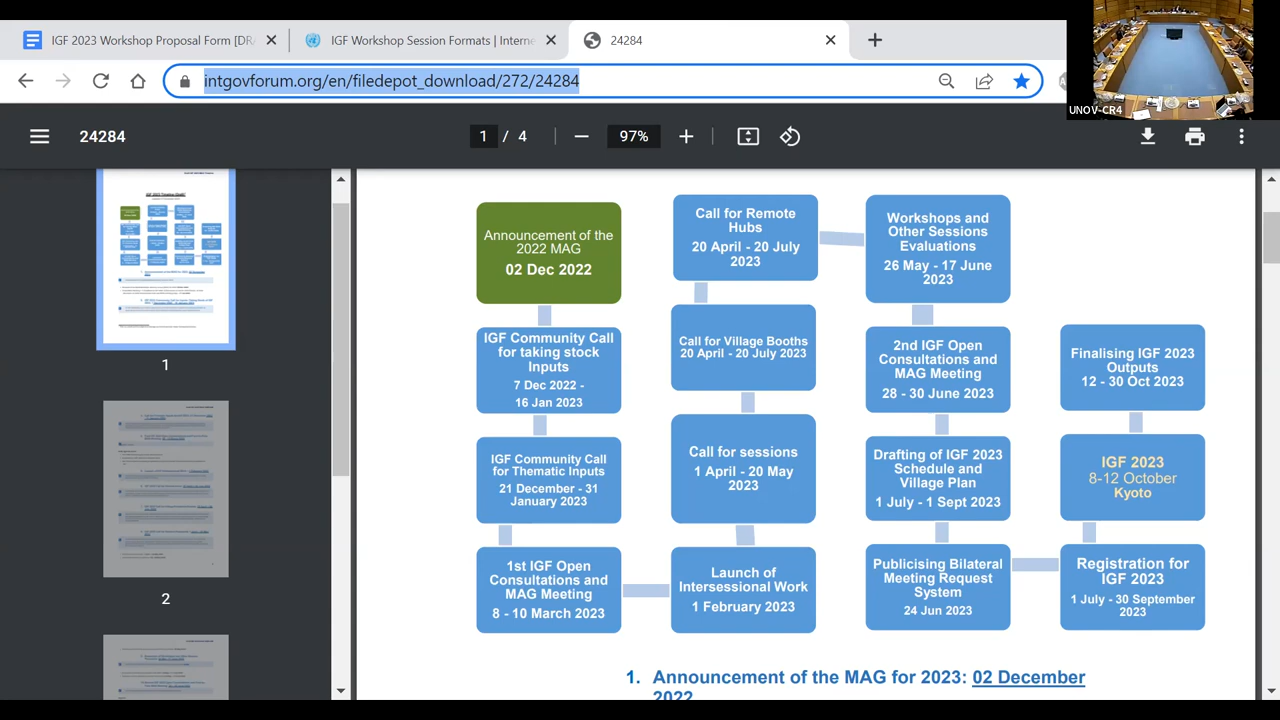 IGF 2023 Workshop Proposal Form [DR
IGF Workshop Session Formats | Interne
24284
intgovforum.org/en/filedepot_download/272/24284
UNOV-CR4
24284
1 / 4
97%
1
2
Announcement of the
2022 MAG
02 Dec 2022
IGF Community Call
for taking stock
Inputs
7 Dec 2022 -
16 Jan 2023
IGF Community Call
for Thematic Inputs
21 December - 31
January 2023
1st IGF Open
Consultations and
MAG Meeting
8 - 10 March 2023
Call for Remote
Hubs
20 April - 20 July
2023
Call for Village Booths
20 April - 20 July 2023
Call for sessions
1 April - 20 May
2023
Launch of
Intersessional Work
1 February 2023
Workshops and
Other Sessions
Evaluations
26 May - 17 June
2023
2nd IGF Open
Consultations and
MAG Meeting
28 - 30 June 2023
Drafting of IGF 2023
Schedule and
Village Plan
1 July - 1 Sept 2023
Publicising Bilateral
Meeting Request
System
24 Jun 2023
Finalising IGF 2023
Outputs
12 - 30 Oct 2023
IGF 2023
8-12 October
Kyoto
Registration for
IGF 2023
1 July - 30 September
2023
1. Announcement of the MAG for 2023: 02 December
2022